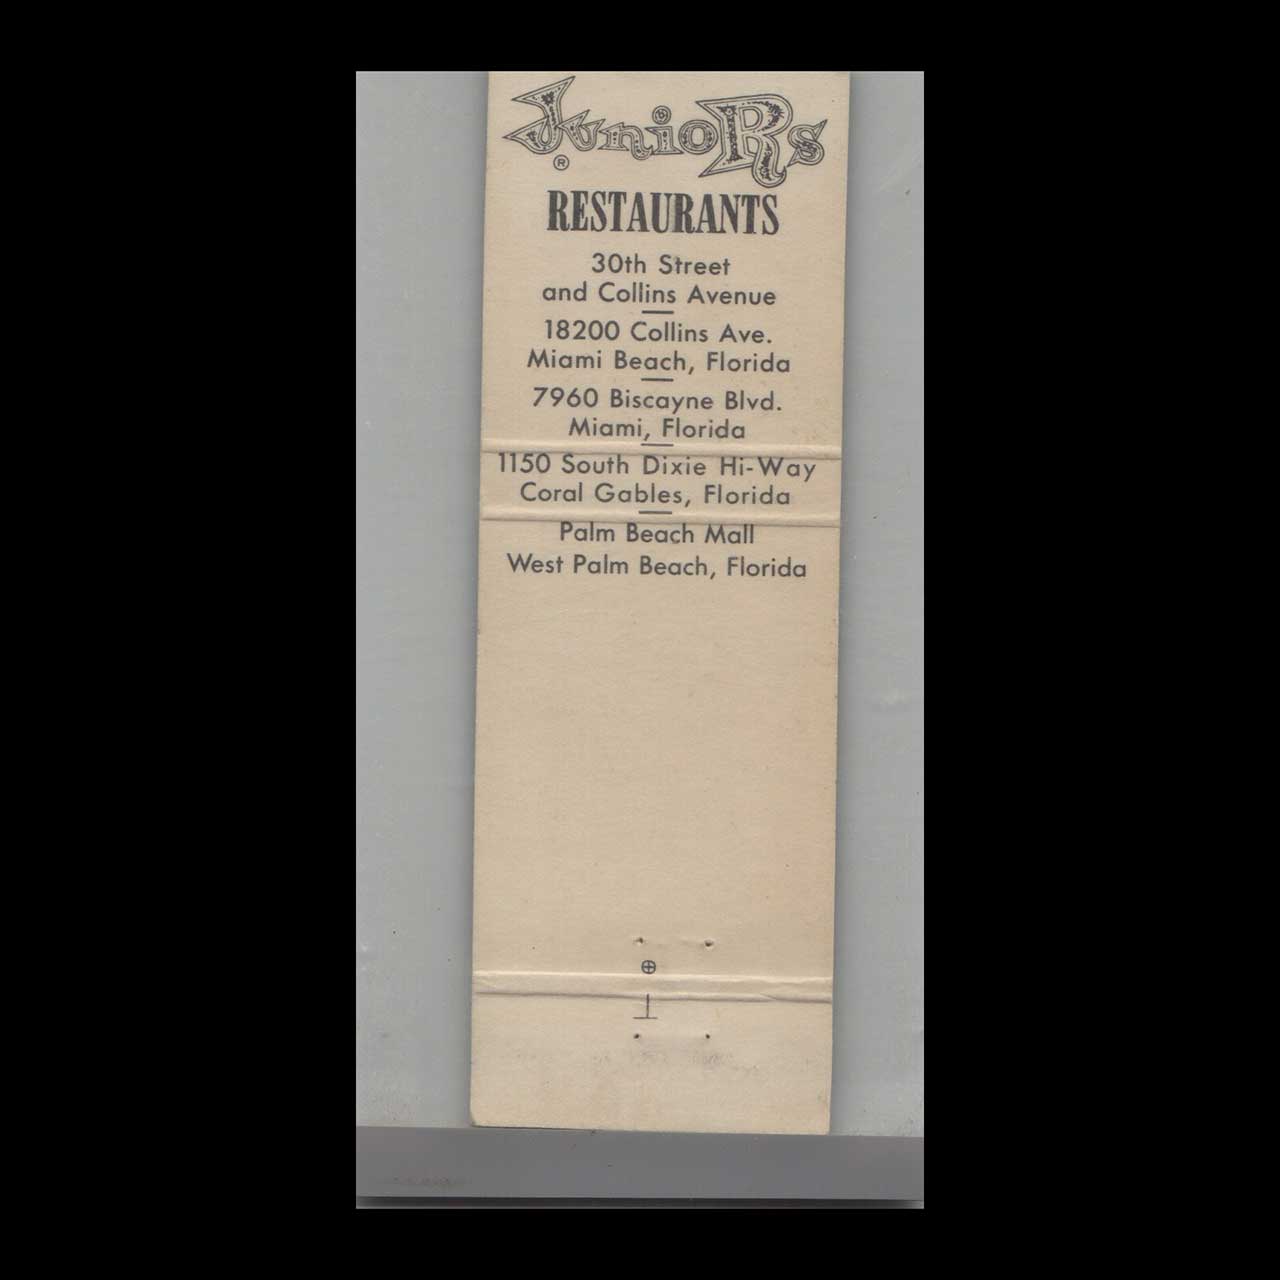 JunioRs
®
RESTAURANTS
30th Street
and Collins Avenue
18200 Collins Ave.
Miami Beach, Florida
7960 Biscayne Blvd.
Miami, Florida
1150 South Dixie Hi-Way
Coral Gables, Florida
Palm Beach Mall
West Palm Beach, Florida